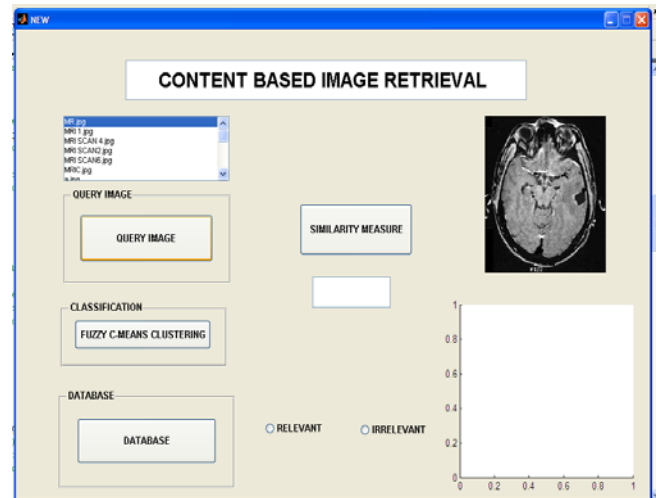 NEW
CONTENT BASED IMAGE RETRIEVAL
MR.jpg
MRI 1.jpg
MRI SCAN 4.jpg
MRI SCAN2.jpg
MRI SCAN6.jpg
MRIC.jpg
QUERY IMAGE
QUERY IMAGE
SIMILARITY MEASURE
CLASSIFICATION
FUZZY C-MEANS CLUSTERING
DATABASE
DATABASE
RELEVANT
IRRELEVANT
1
0.8
0.6
0.4
0.2
0
0 0.2 0.4 0.6 0.8 1